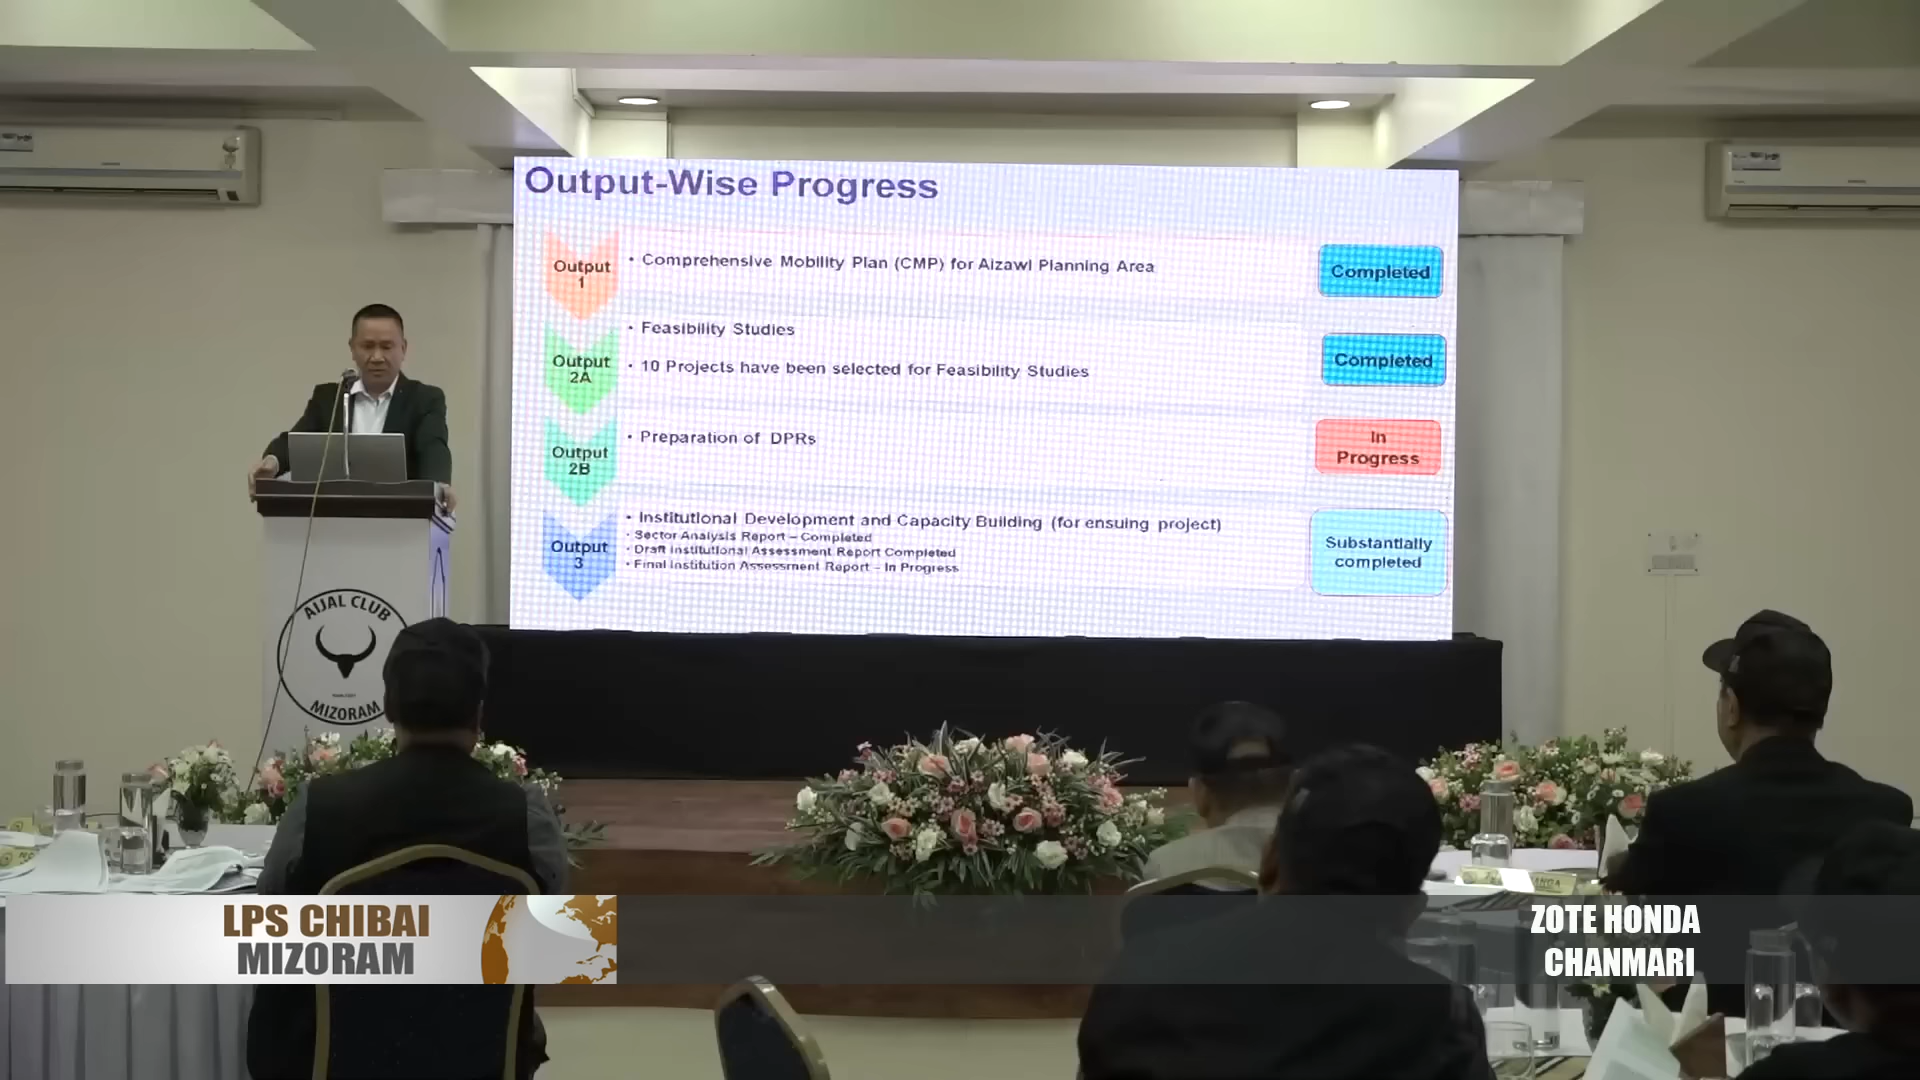 Output-Wise Progress
Output
1
• Comprehensive Mobility Plan (CMP) for Aizawl Planning Area
Completed
Output
2A
• Feasibility Studies
• 10 Projects have been selected for Feasibility Studies
Completed
Output
2B
• Preparation of DPRs
In
Progress
Output
3
• Institutional Development and Capacity Building (for ensuing project)
• Sector Analysis Report – Completed
• Draft Institutional Assessment Report Completed
• Final Institution Assessment Report – In Progress
Substantially
completed
AIJAL CLUB
MIZORAM
LPS CHIBAI
MIZORAM
ZOTE HONDA
CHANMARI